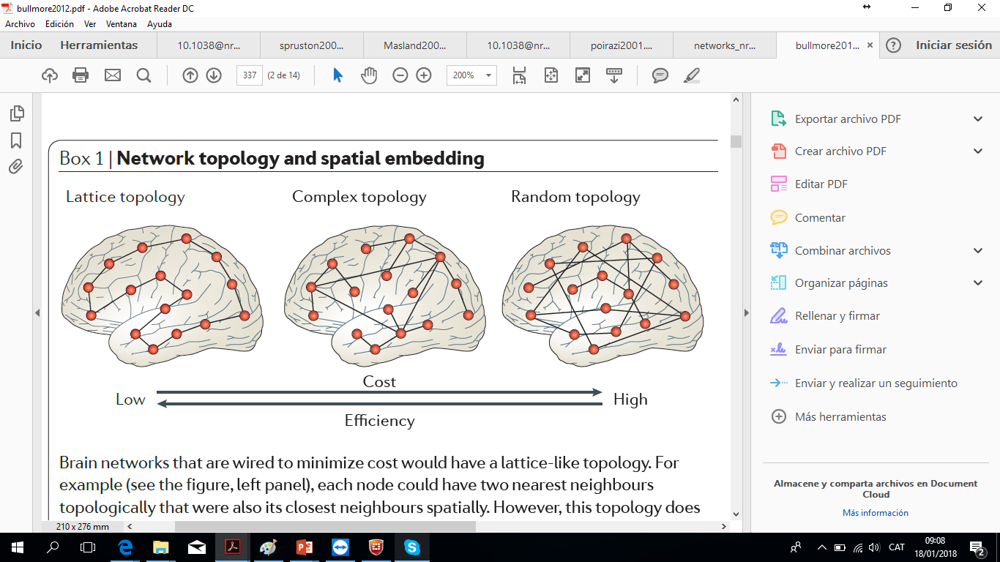 bullmore2012.pdf - Adobe Acrobat Reader DC
Archivo Edición Ver Ventana Ayuda
Inicio Herramientas 10.1038@nr... spruston200... Masland200... 10.1038@nr... poirazi2001.... networks_nr... bullmore201... × ? Iniciar sesión
337 (2 de 14) 200%
Box 1 | Network topology and spatial embedding
Lattice topology Complex topology Random topology
Cost
Low High
Efficiency
Brain networks that are wired to minimize cost would have a lattice-like topology. For
example (see the figure, left panel), each node could have two nearest neighbours
topologically that were also its closest neighbours spatially. However, this topology does
210 x 276 mm
Exportar archivo PDF
Crear archivo PDF
Editar PDF
Comentar
Combinar archivos
Organizar páginas
Rellenar y firmar
Enviar para firmar
Enviar y realizar un seguimiento
Más herramientas
Almacene y comparta archivos en Document
Cloud
Más información
CAT
09:08
18/01/2018
2